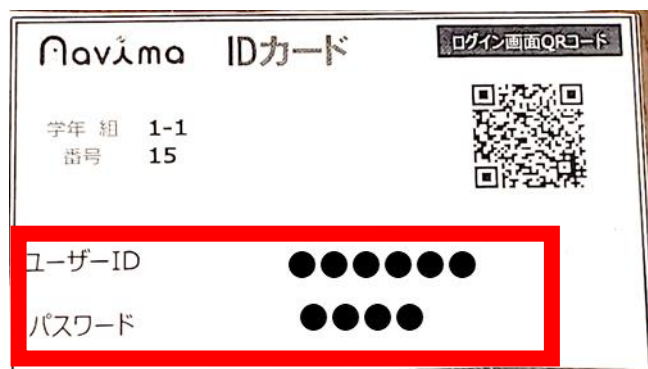 Navima IDカード ログイン画面QRコード
学年 組 1-1
番号 15
ユーザーID ●●●●●●
パスワード ●●●●